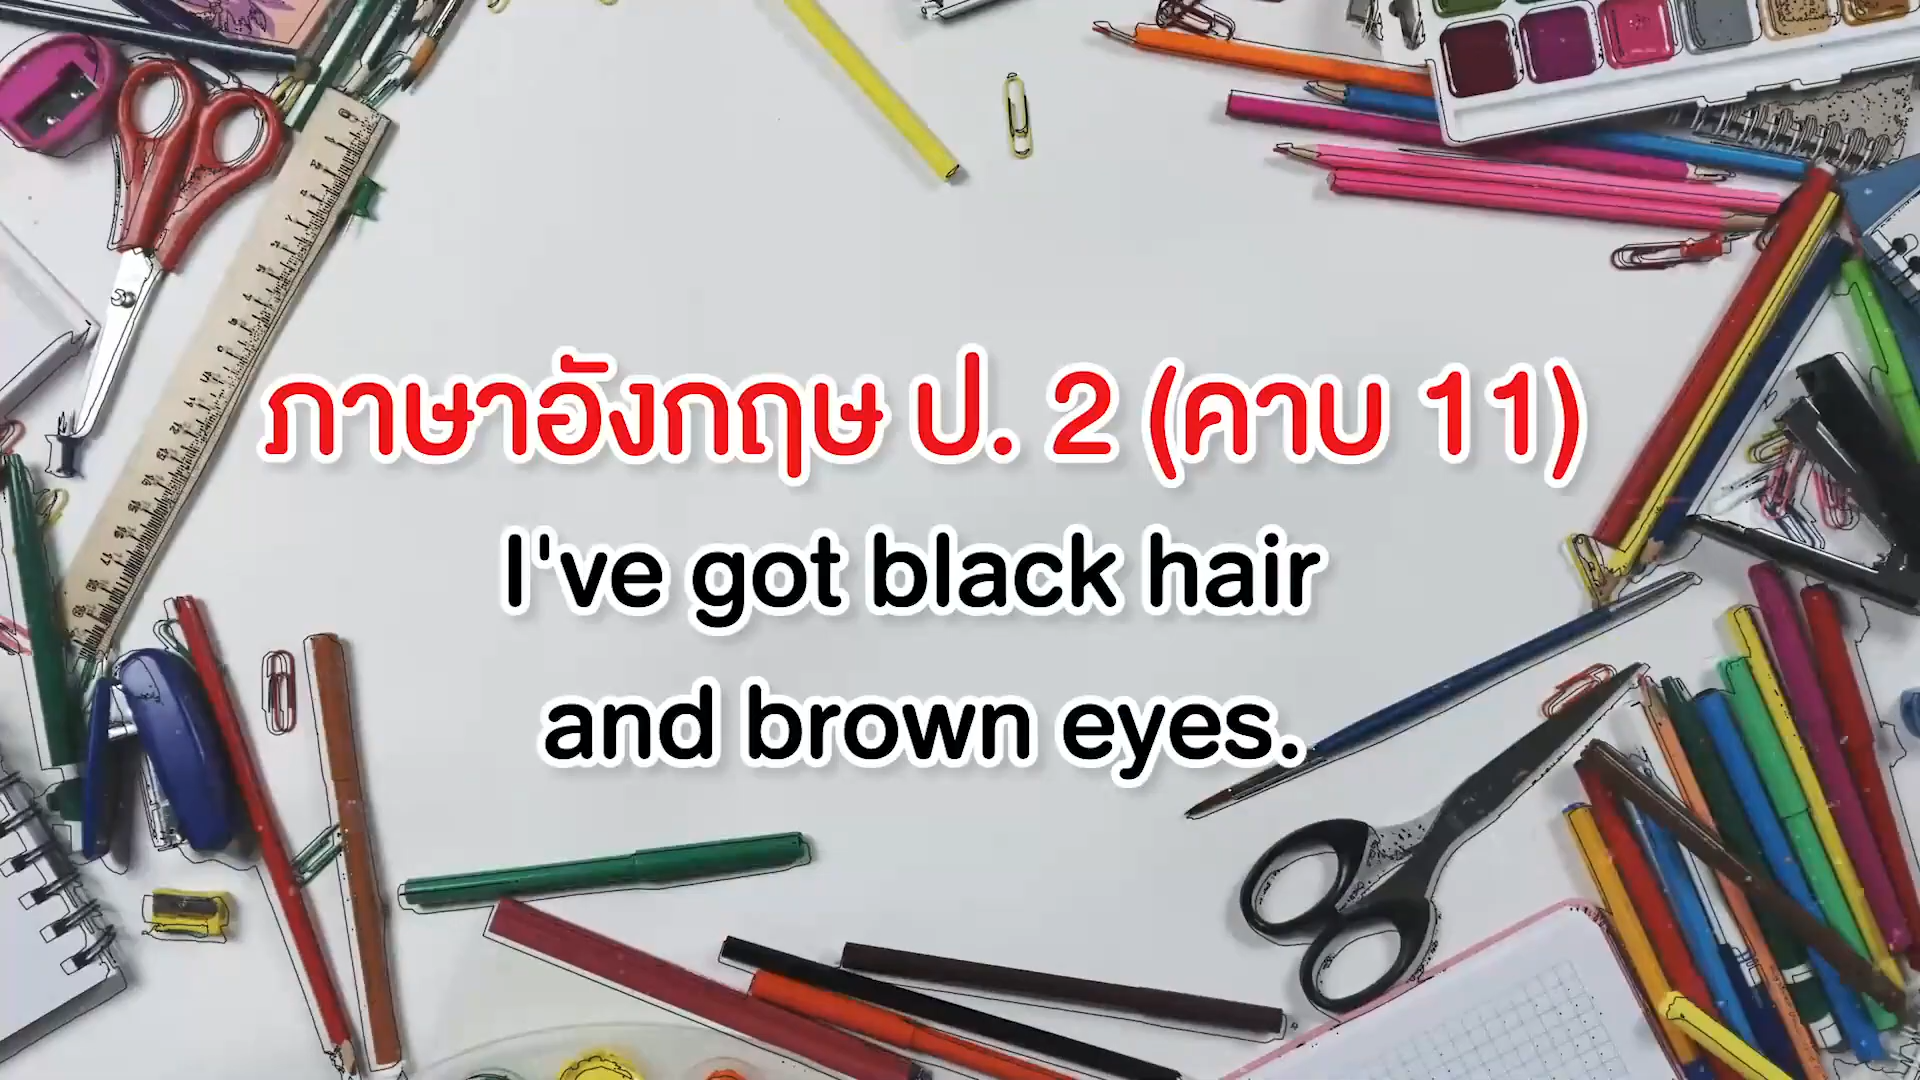 ภาษาอังกฤษ ป. 2 (คาบ 11)
I've got black hair
and brown eyes.